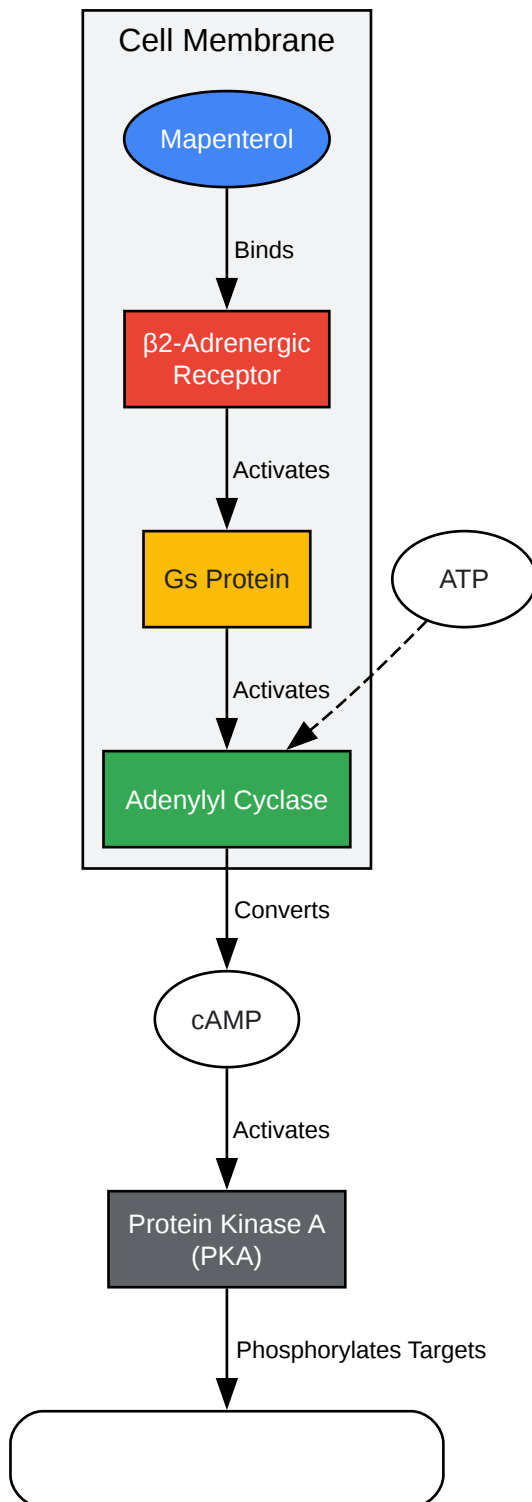 Cell Membrane
Mapenterol
Binds
β2-Adrenergic
Receptor
Activates
Gs Protein
ATP
Activates
Adenylyl Cyclase
Converts
cAMP
Activates
Protein Kinase A
(PKA)
Phosphorylates Targets